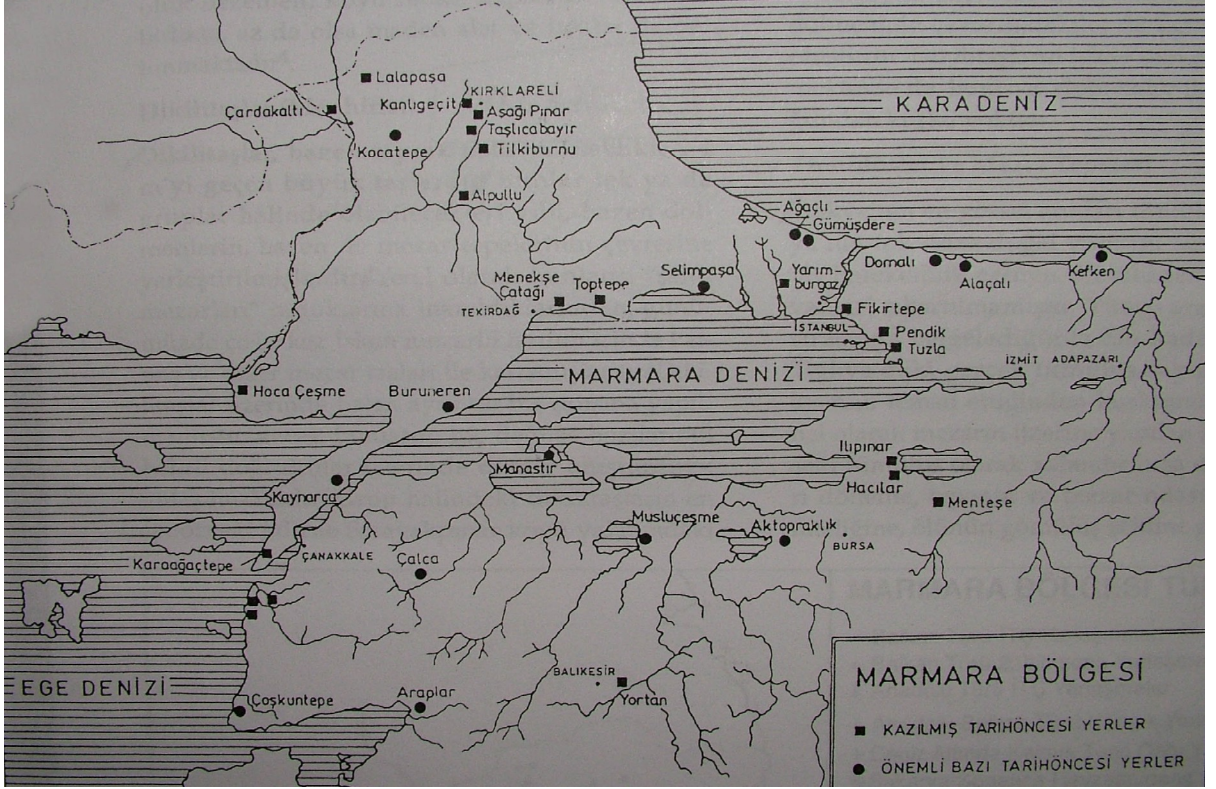 Lalapaşa
KIRKLARELİ
Kanlıgeçit
Çardakaltı
Aşağı Pınar
Taşlıcabayır
Kocatepe
Tilkiburnu
Alpullu
KARADENİZ
Ağaçlı
Gümüşdere
Domalı
Alaçalı
Kefken
Menekşe
Çatağı
Toptepe
Selimpaşa
Yarım-
burgaz
TEKİRDAĞ
Fikirtepe
İSTANBUL
Pendik
Tuzla
İZMİT
ADAPAZARI
MARMARA DENİZİ
Hoca Çeşme
Buruneren
Manastır
Ilıpınar
Hacılar
Kaynarca
Menteşe
Musluçeşme
Aktopraklık
BURSA
ÇANAKKALE
Karaağaçtepe
Çalca
EGE DENİZİ
BALIKESİR
Yortan
Coşkuntepe
Araplar
MARMARA BÖLGESİ
KAZILMIŞ TARİHÖNCESİ YERLER
ÖNEMLİ BAZI TARİHÖNCESİ YERLER